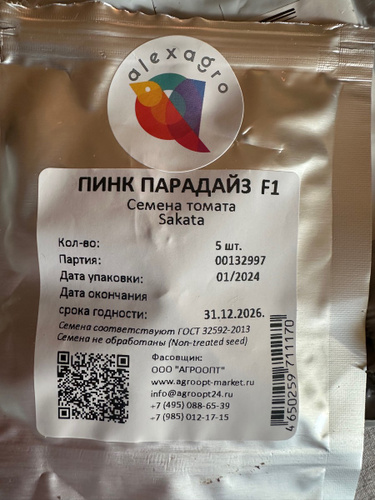 alexagro
ПИНК ПАРАДАЙЗ F1
Семена томата
Sakata
Кол-во: 5 шт.
Партия: 00132997
Дата упаковки: 01/2024
Дата окончания
срока годности: 31.12.2026.
Семена соответствуют ГОСТ 32592-2013
Семена не обработаны (Non-treated seed)
Фасовщик:
ООО "АГРООПТ"
www.agroopt-market.ru
info@agroopt24.ru
+7 (495) 088-65-39
+7 (985) 012-17-15
4650259711170